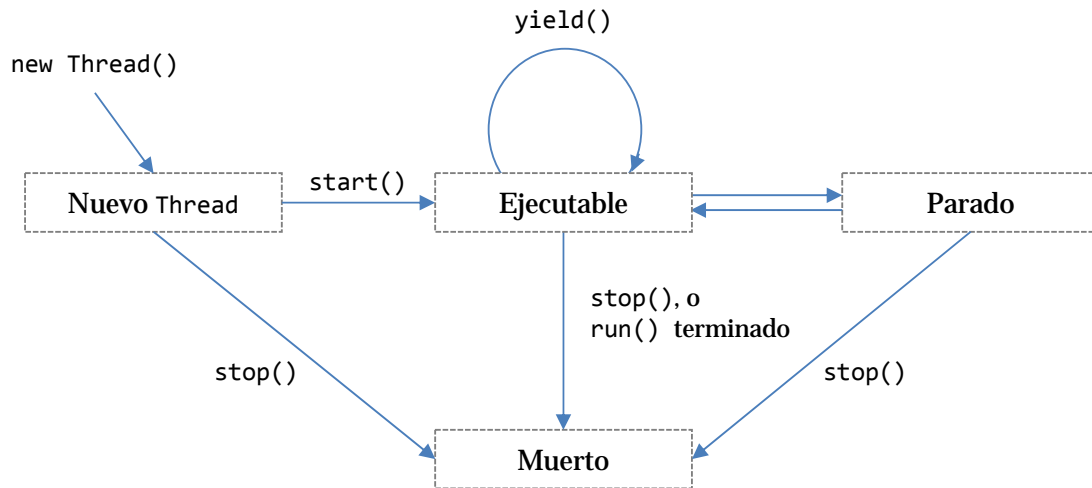 yield()
new Thread()
start()
Nuevo Thread
Ejecutable
Parado
stop(), o
run() terminado
stop()
stop()
Muerto